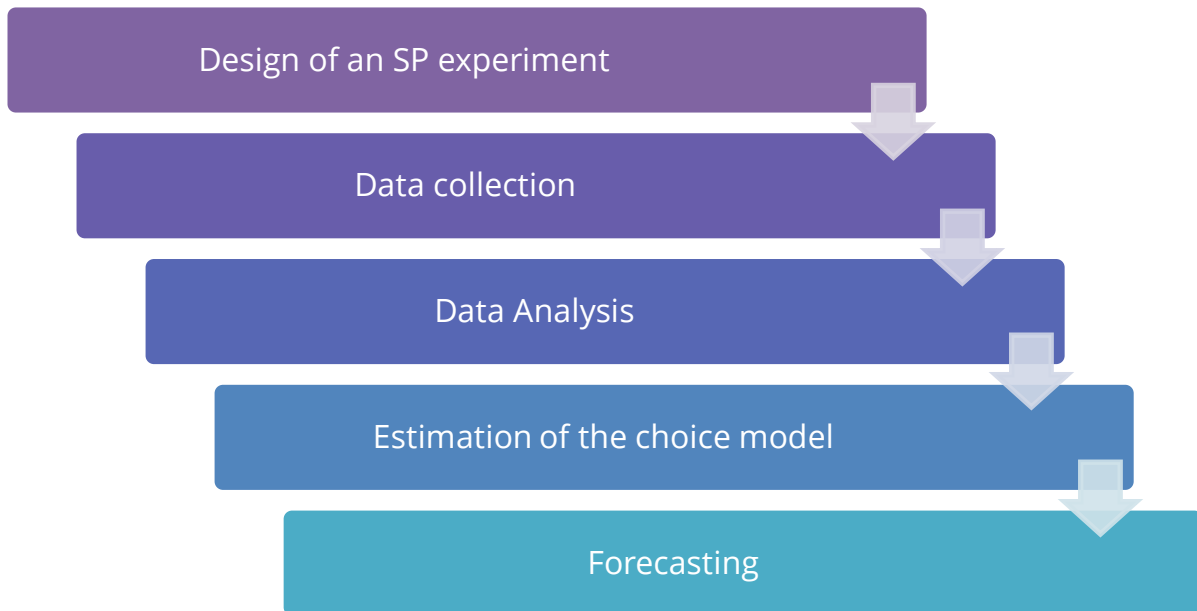 Design of an SP experiment
Data collection
Data Analysis
Estimation of the choice model
Forecasting